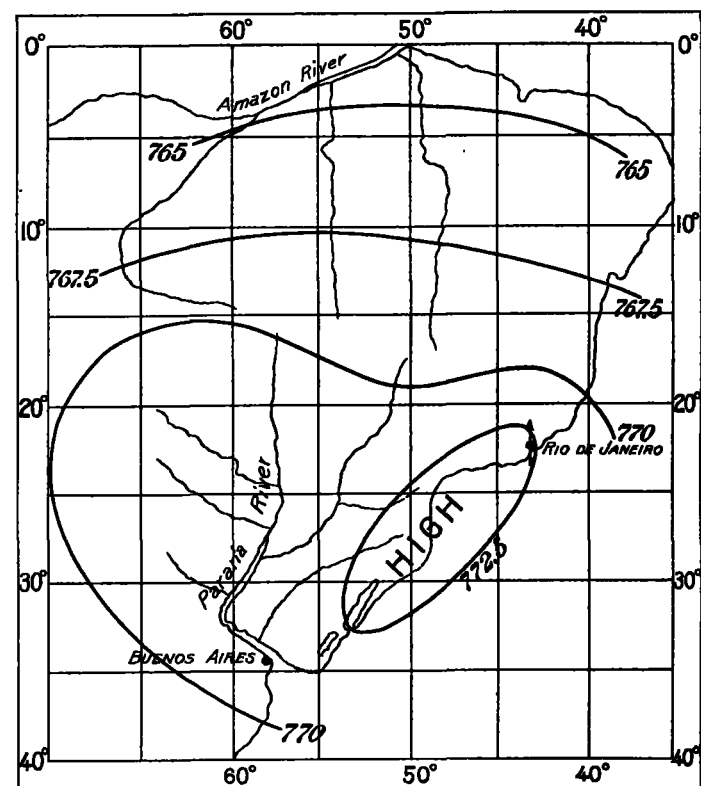 60° 50° 40°
0° 0°
Amazon River
765 765
10° 10°
767.5 767.5
20° 20°
770
RIO DE JANEIRO
Paraná River
HIGH
772.5
30° 30°
BUENOS AIRES
770
40° 40°
60° 50° 40°